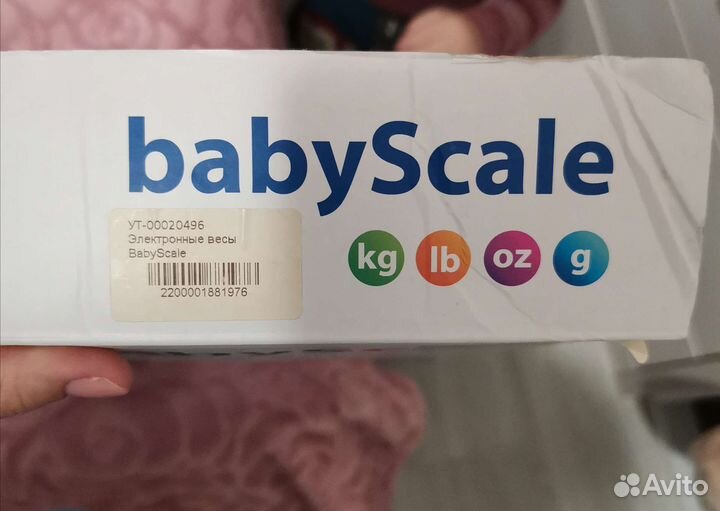 babyScale
УТ-00020496
Электронные весы
BabyScale
2200001881976
kg lb oz g
Avito